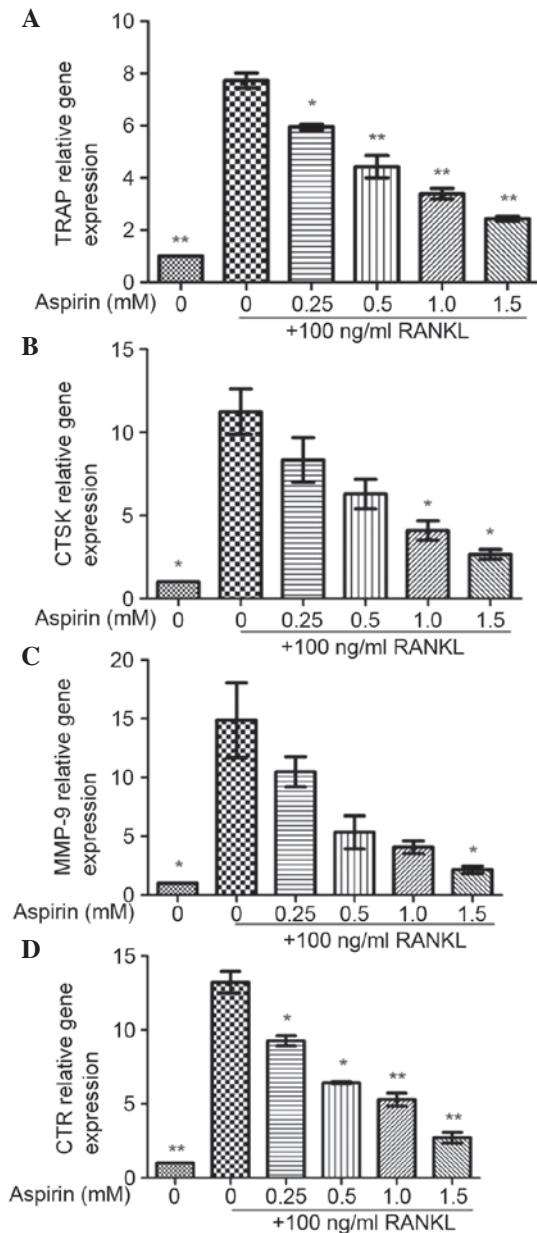 A
TRAP relative gene
expression
10
8
6
4
2
0
**
*
**
**
**
Aspirin (mM) 0 0 0.25 0.5 1.0 1.5
+100 ng/ml RANKL
B
CTSK relative gene
expression
15
10
5
0
*
*
*
Aspirin (mM) 0 0 0.25 0.5 1.0 1.5
+100 ng/ml RANKL
C
MMP-9 relative gene
expression
20
15
10
5
0
*
*
Aspirin (mM) 0 0 0.25 0.5 1.0 1.5
+100 ng/ml RANKL
D
CTR relative gene
expression
15
10
5
0
**
*
*
**
**
Aspirin (mM) 0 0 0.25 0.5 1.0 1.5
+100 ng/ml RANKL